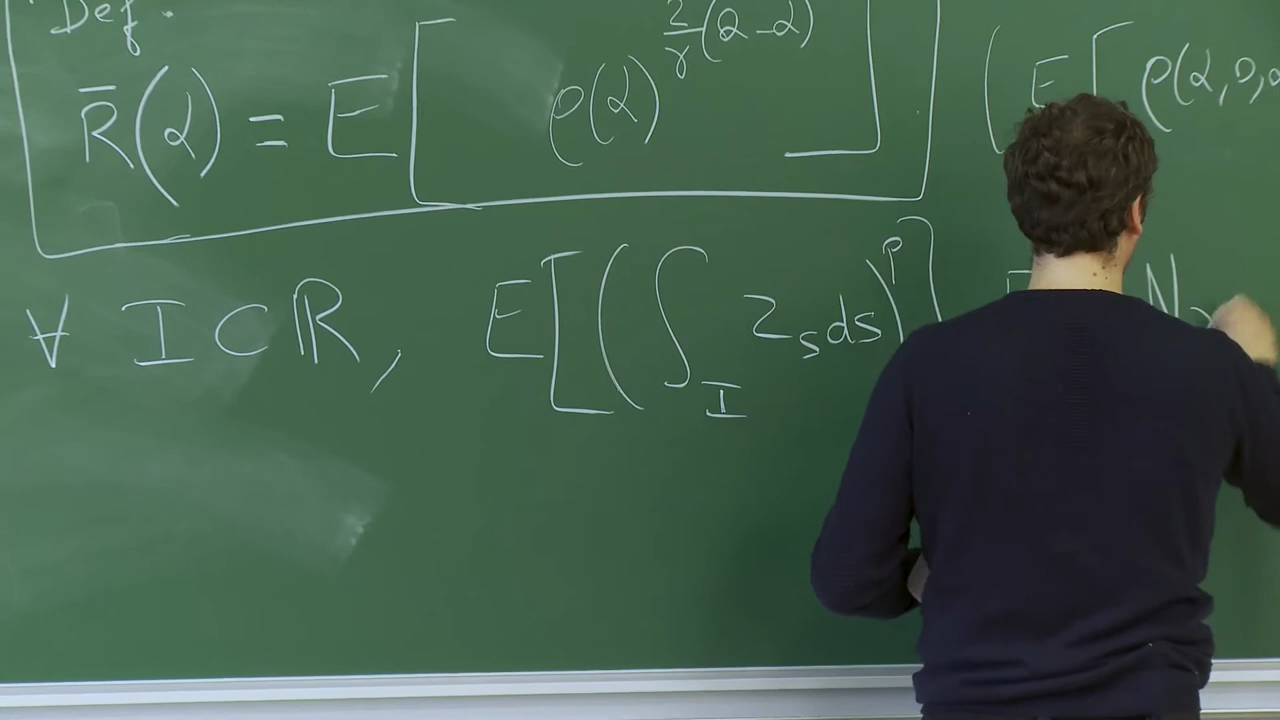 Def.
R̄(α) = E[ ρ(α)^{2/γ (Q-α)} ]
(E[ρ(α,0,α
∀ I ⊂ ℝ, E[(∫_I Z_s ds)^p]